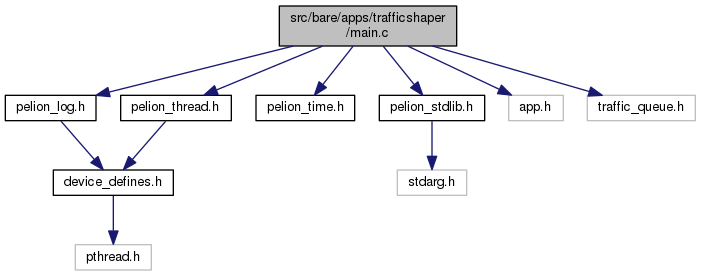 src/bare/apps/trafficshaper
/main.c
pelion_log.h
pelion_thread.h
pelion_time.h
pelion_stdlib.h
app.h
traffic_queue.h
device_defines.h
stdarg.h
pthread.h